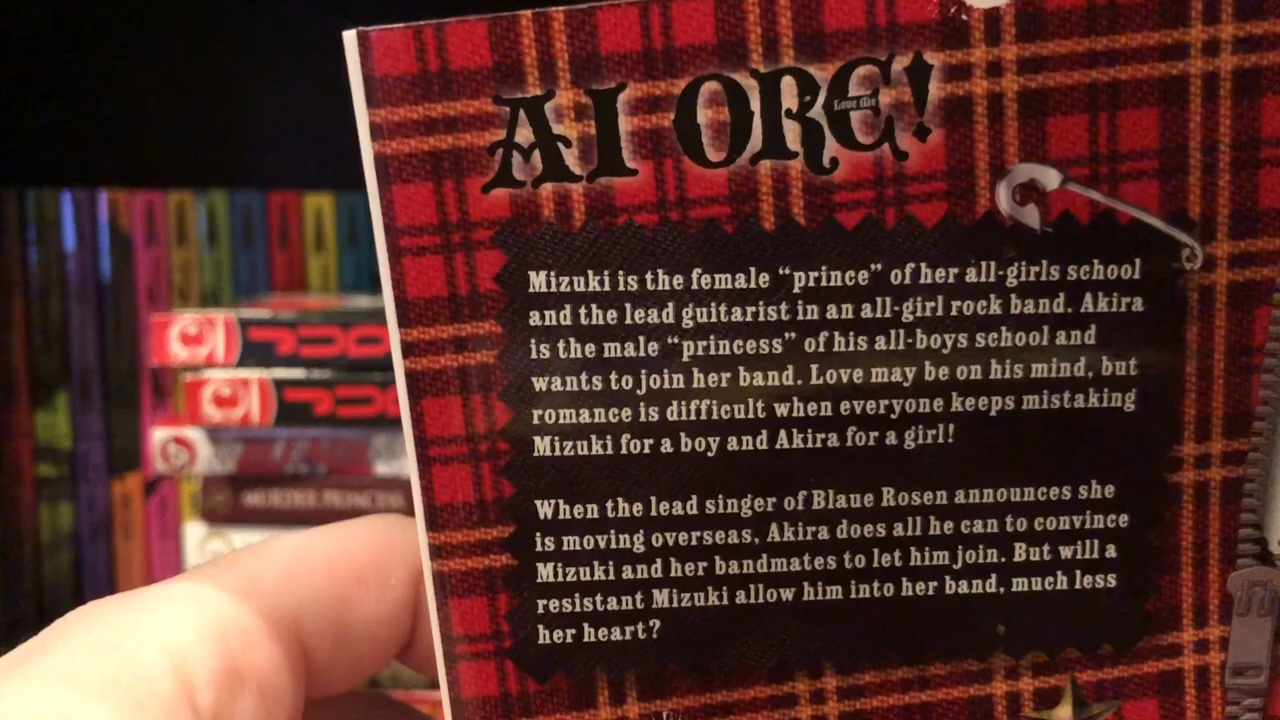 AI ORE!
Love Me!
Mizuki is the female “prince” of her all-girls school
and the lead guitarist in an all-girl rock band. Akira
is the male “princess” of his all-boys school and
wants to join her band. Love may be on his mind, but
romance is difficult when everyone keeps mistaking
Mizuki for a boy and Akira for a girl!
When the lead singer of Blaue Rosen announces she
is moving overseas, Akira does all he can to convince
Mizuki and her bandmates to let him join. But will a
resistant Mizuki allow him into her band, much less
her heart?
MURDER PRINCESS